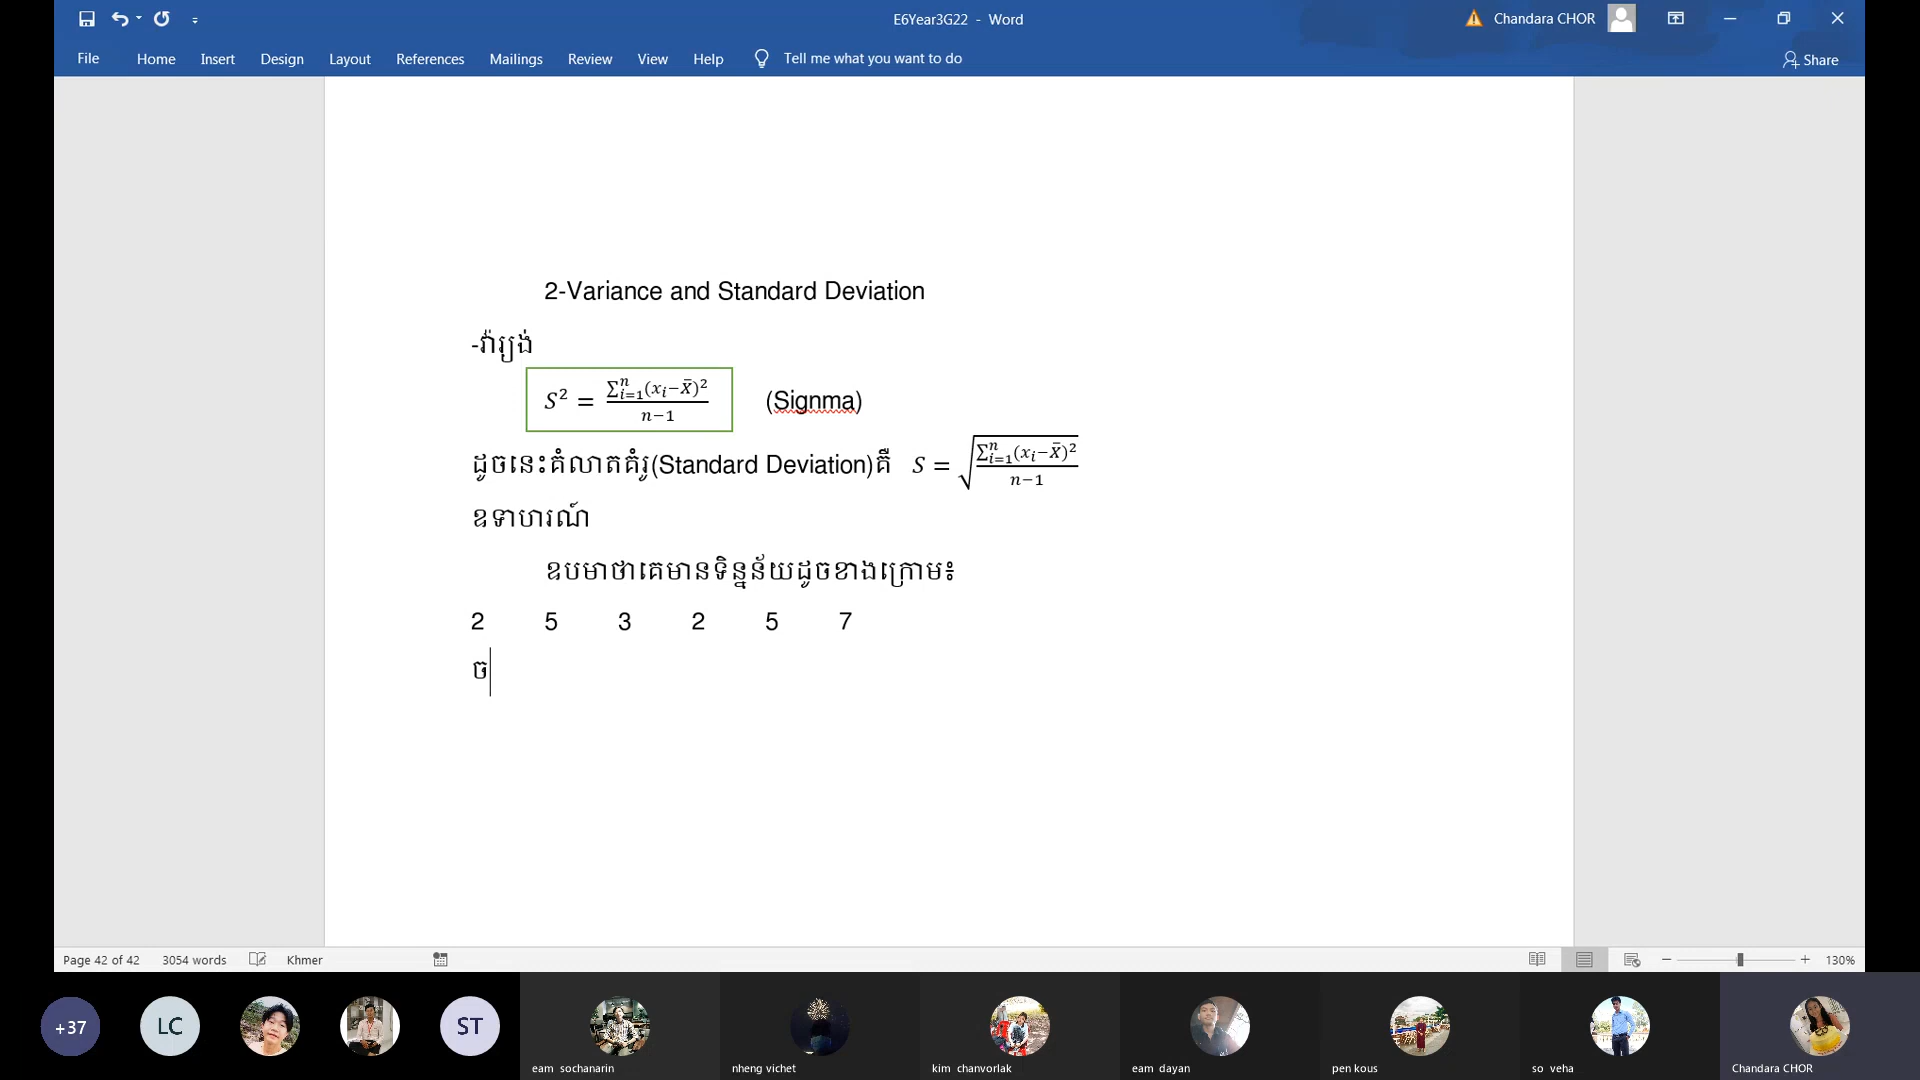 E6Year3G22 - Word
Chandara CHOR
File Home Insert Design Layout References Mailings Review View Help Tell me what you want to do Share
2-Variance and Standard Deviation
-វ៉ារ្យង់
S² = ∑ⁿᵢ₌₁(xᵢ−X̄)² / n−1 (Signma)
ដូចនេះគំលាតគំរូ(Standard Deviation)គឺ S = √(∑ⁿᵢ₌₁(xᵢ−X̄)² / n−1)
ឧទាហរណ៍
ឧបមាថាគេមានទិន្នន័យដូចខាងក្រោម៖
2 5 3 2 5 7
ច
Page 42 of 42 3054 words Khmer 130%
+37 LC ST
eam sochanarin nheng vichet kim chanvorlak eam dayan pen kous so veha Chandara CHOR